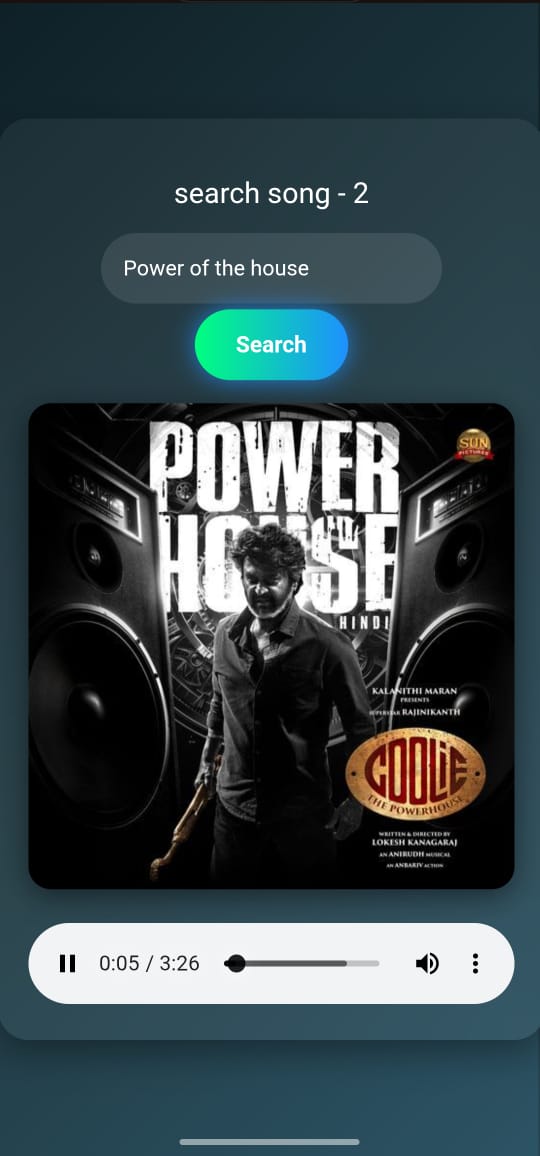 search song - 2
Power of the house
Search
POWER
SUN
PICTURES
HOUSE
HINDI
KALANITHI MARAN
PRESENTS
SUPERSTAR RAJINIKANTH
COOLIE
THE POWERHOUSE
WRITTEN & DIRECTED BY
LOKESH KANAGARAJ
AN ANIRUDH MUSICAL
AN ANBARIV ACTION
0:05 / 3:26